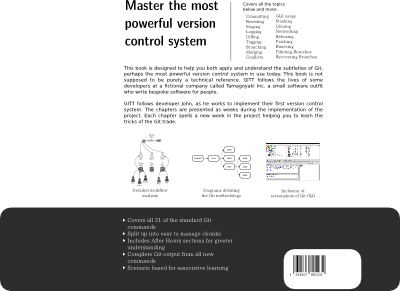 Master the most
powerful version
control system
Covers all the topics
below and more:
Committing GUI usage
Resetting Stashing
Staging Cloning
Logging Networking
Diffing Rebasing
Tagging Patching
Branching Bisecting
Merging Filtering Branches
Conflicts Recovering Branches
This book is designed to help you both apply and understand the subtleties of Git,
perhaps the most powerful version control system in use today. This book is not
supposed to be purely a technical reference. GITT follows the lives of some
developers at a fictional called Tamagoyaki Inc. a small software outfit
who write bespoke software for people.
GITT follows developer John, as he works to implement their first version control
system. The chapters are presented as weeks during the implementation of the
project. Each chapter spells a new week in the project helping you to learn the
tricks of the Git trade.
Detailed workflow
analysis
Diagrams detailing
the Git methodology
Inclusion of
screenshots of Git GUI
Covers all 21 of the standard Git
commands
Split up into easy to manage chunks
Includes After Hours sections for greater
understanding
Complete Git output from all new
commands
Scenario based for associative learning